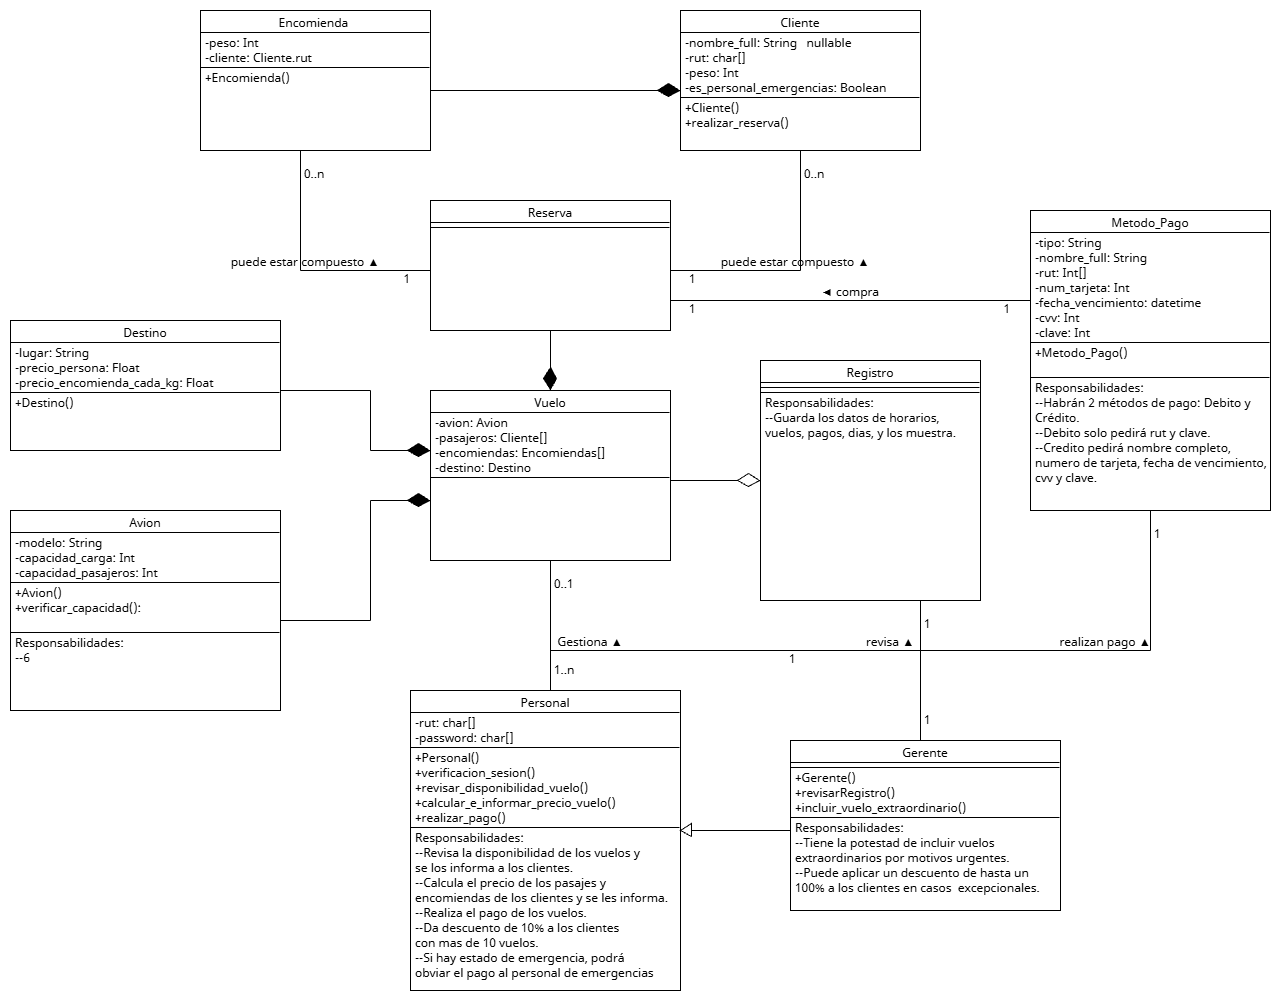 Encomienda
-peso: Int
-cliente: Cliente.rut
+Encomienda()
Cliente
-nombre_full: String   nullable
-rut: char[]
-peso: Int
-es_personal_emergencias: Boolean
+Cliente()
+realizar_reserva()
0..n
0..n
Reserva
puede estar compuesto ▲
1
puede estar compuesto ▲
1
◄ compra
1
1
Metodo_Pago
-tipo: String
-nombre_full: String
-rut: Int[]
-num_tarjeta: Int
-fecha_vencimiento: datetime
-cvv: Int
-clave: Int
+Metodo_Pago()
Responsabilidades:
--Habrán 2 métodos de pago: Debito y
Crédito.
--Debito solo pedirá rut y clave.
--Credito pedirá nombre completo,
numero de tarjeta, fecha de vencimiento,
cvv y clave.
Destino
-lugar: String
-precio_persona: Float
-precio_encomienda_cada_kg: Float
+Destino()
Vuelo
-avion: Avion
-pasajeros: Cliente[]
-encomiendas: Encomiendas[]
-destino: Destino
Registro
Responsabilidades:
--Guarda los datos de horarios,
vuelos, pagos, dias, y los muestra.
Avion
-modelo: String
-capacidad_carga: Int
-capacidad_pasajeros: Int
+Avion()
+verificar_capacidad():
Responsabilidades:
--6
0..1
1
1
Gestiona ▲
revisa ▲
realizan pago ▲
1
1..n
1
Personal
-rut: char[]
-password: char[]
+Personal()
+verificacion_sesion()
+revisar_disponibilidad_vuelo()
+calcular_e_informar_precio_vuelo()
+realizar_pago()
Responsabilidades:
--Revisa la disponibilidad de los vuelos y
se los informa a los clientes.
--Calcula el precio de los pasajes y
encomiendas de los clientes y se les informa.
--Realiza el pago de los vuelos.
--Da descuento de 10% a los clientes
con mas de 10 vuelos.
--Si hay estado de emergencia, podrá
obviar el pago al personal de emergencias
Gerente
+Gerente()
+revisarRegistro()
+incluir_vuelo_extraordinario()
Responsabilidades:
--Tiene la potestad de incluir vuelos
extraordinarios por motivos urgentes.
--Puede aplicar un descuento de hasta un
100% a los clientes en casos  excepcionales.